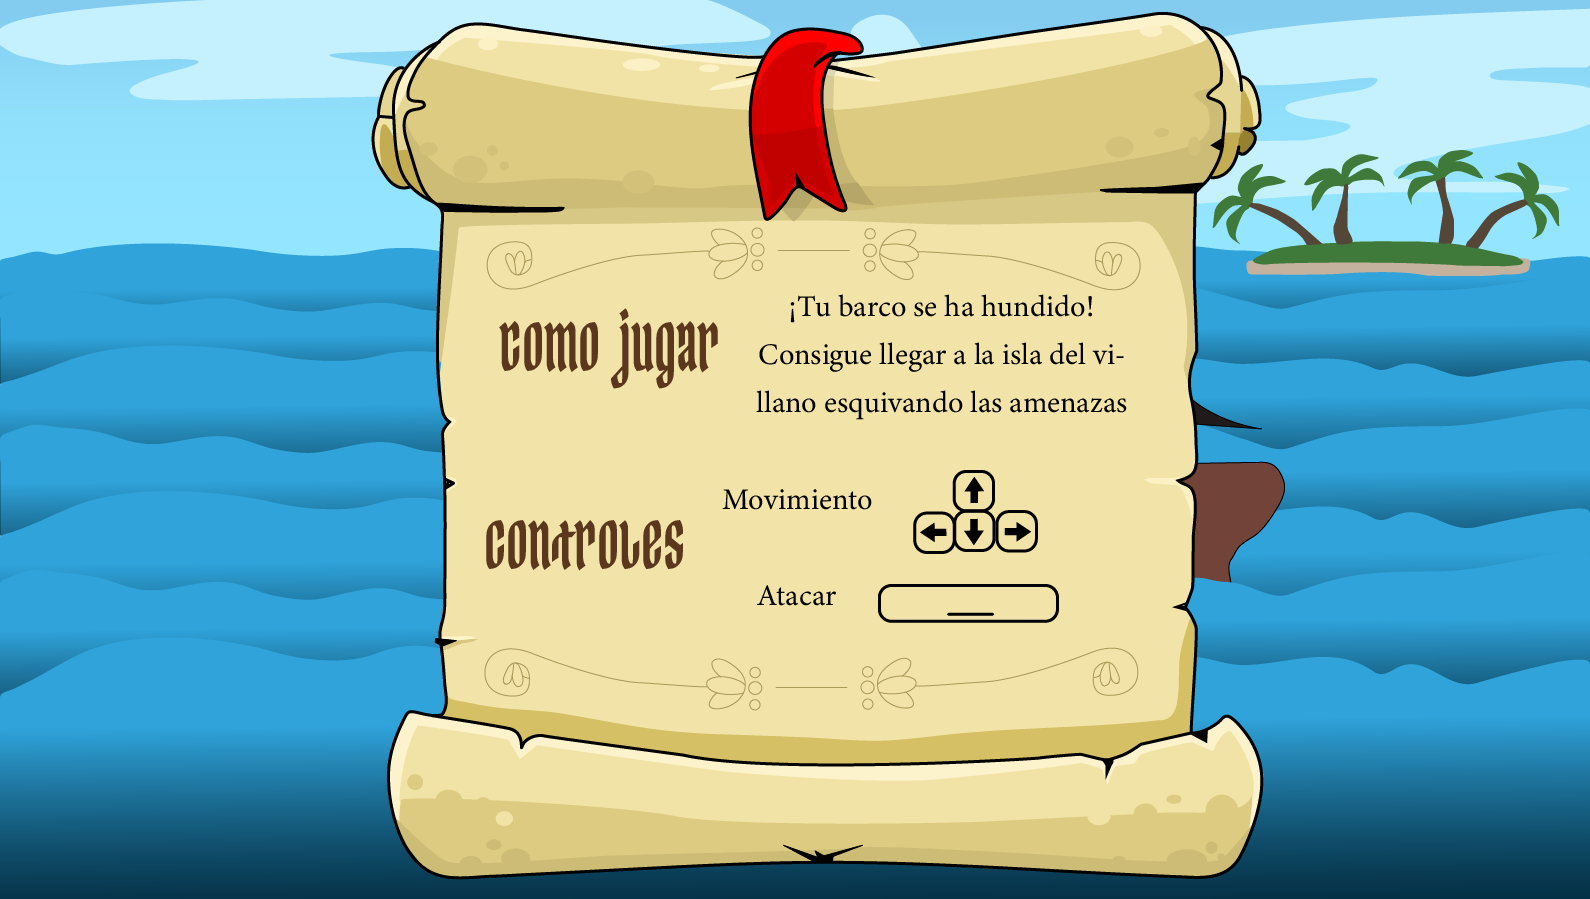 como jugar
¡Tu barco se ha hundido!
Consigue llegar a la isla del vi-
llano esquivando las amenazas
controles
Movimiento
Atacar